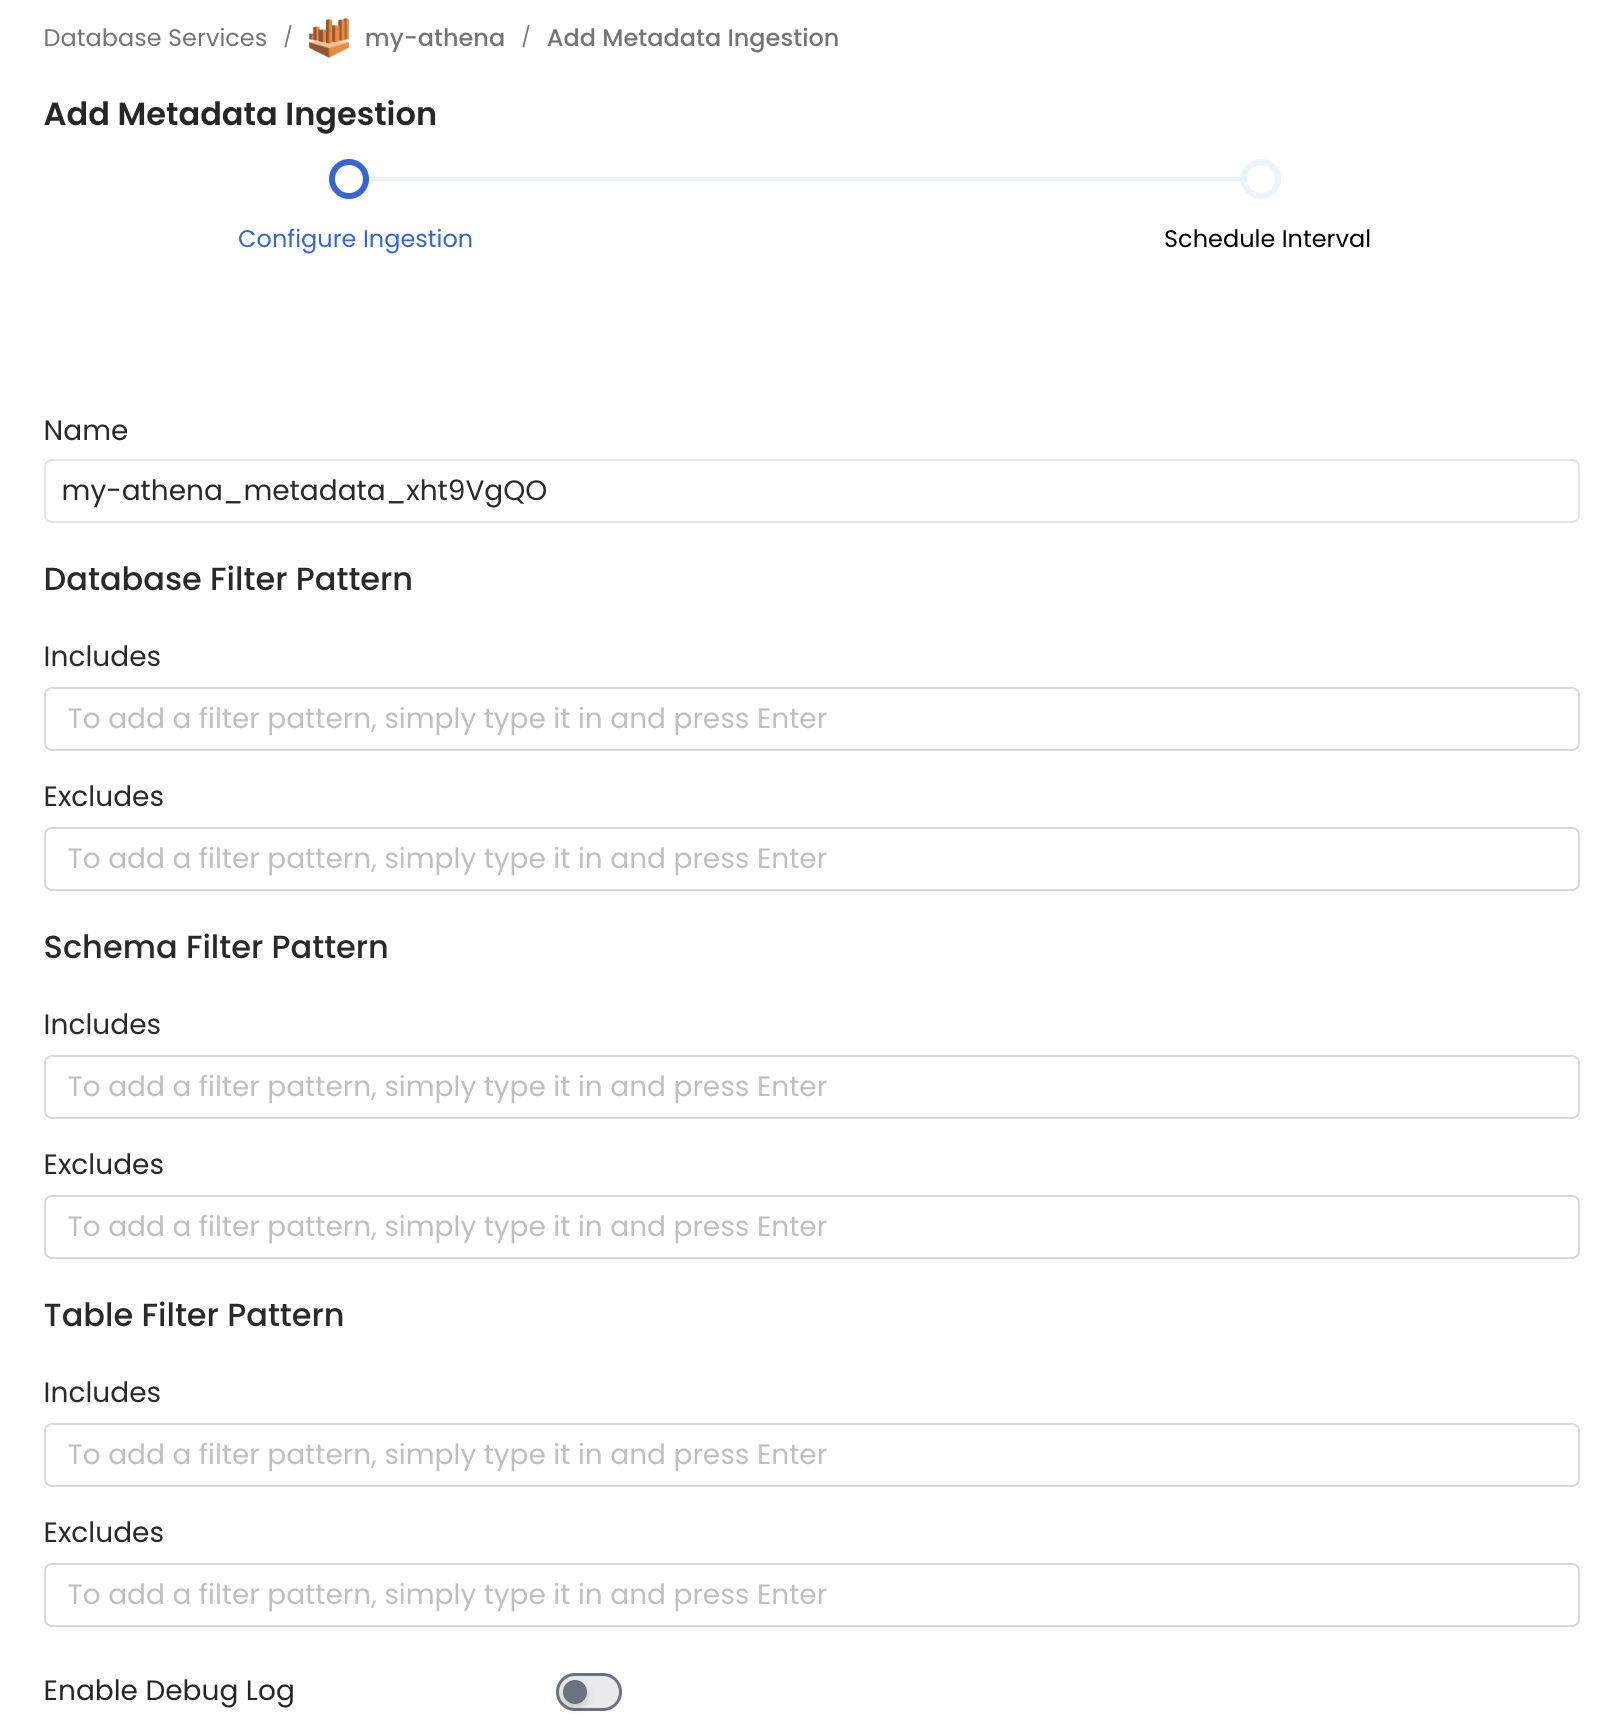 Database Services / my-athena / Add Metadata Ingestion
Add Metadata Ingestion
Configure Ingestion
Schedule Interval
Name
my-athena_metadata_xht9VgQO
Database Filter Pattern
Includes
To add a filter pattern, simply type it in and press Enter
Excludes
To add a filter pattern, simply type it in and press Enter
Schema Filter Pattern
Includes
To add a filter pattern, simply type it in and press Enter
Excludes
To add a filter pattern, simply type it in and press Enter
Table Filter Pattern
Includes
To add a filter pattern, simply type it in and press Enter
Excludes
To add a filter pattern, simply type it in and press Enter
Enable Debug Log